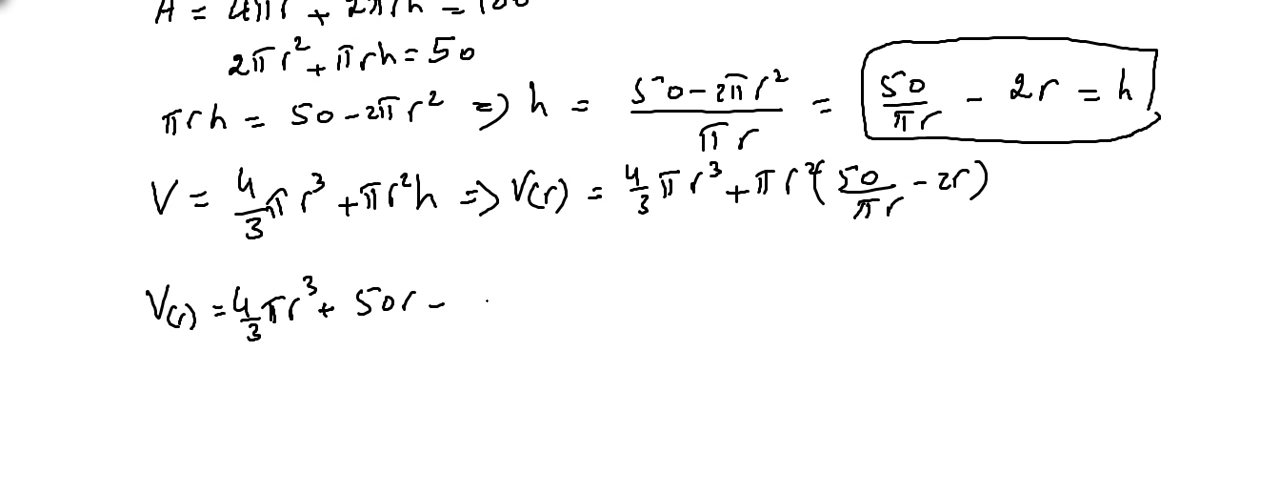 A = 4πr² + 2πrh = 100
2πr² + πrh = 50
πrh = 50 - 2πr² => h = (50 - 2πr²)/(πr) = 50/(πr) - 2r = h
V = 4/3 πr³ + πr²h => V(r) = 4/3 πr³ + πr²(50/(πr) - 2r)
V(r) = 4/3 πr³ + 50r -